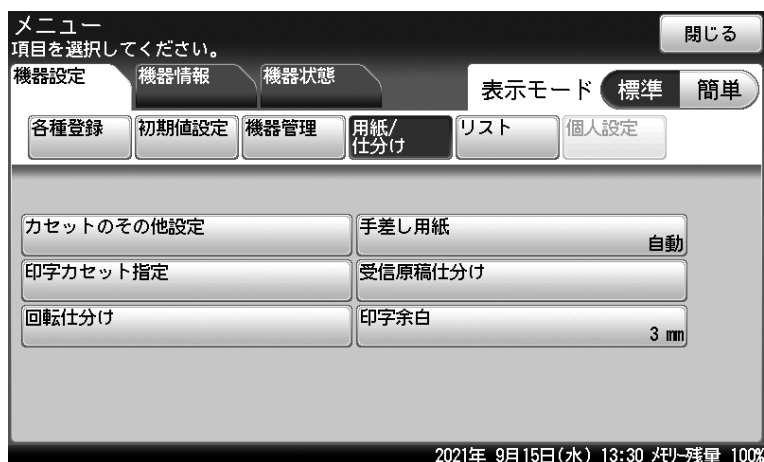 メニュー
閉じる
項目を選択してください。
機器設定 機器情報 機器状態
表示モード 標準 簡単
各種登録 初期値設定 機器管理 用紙/ リスト 個人設定
仕分け
カセットのその他設定 手差し用紙
自動
印字カセット指定 受信原稿仕分け
回転仕分け 印字余白
3 mm
2021年 9月15日(水) 13:30 ﾒﾓﾘｰ残量 100%